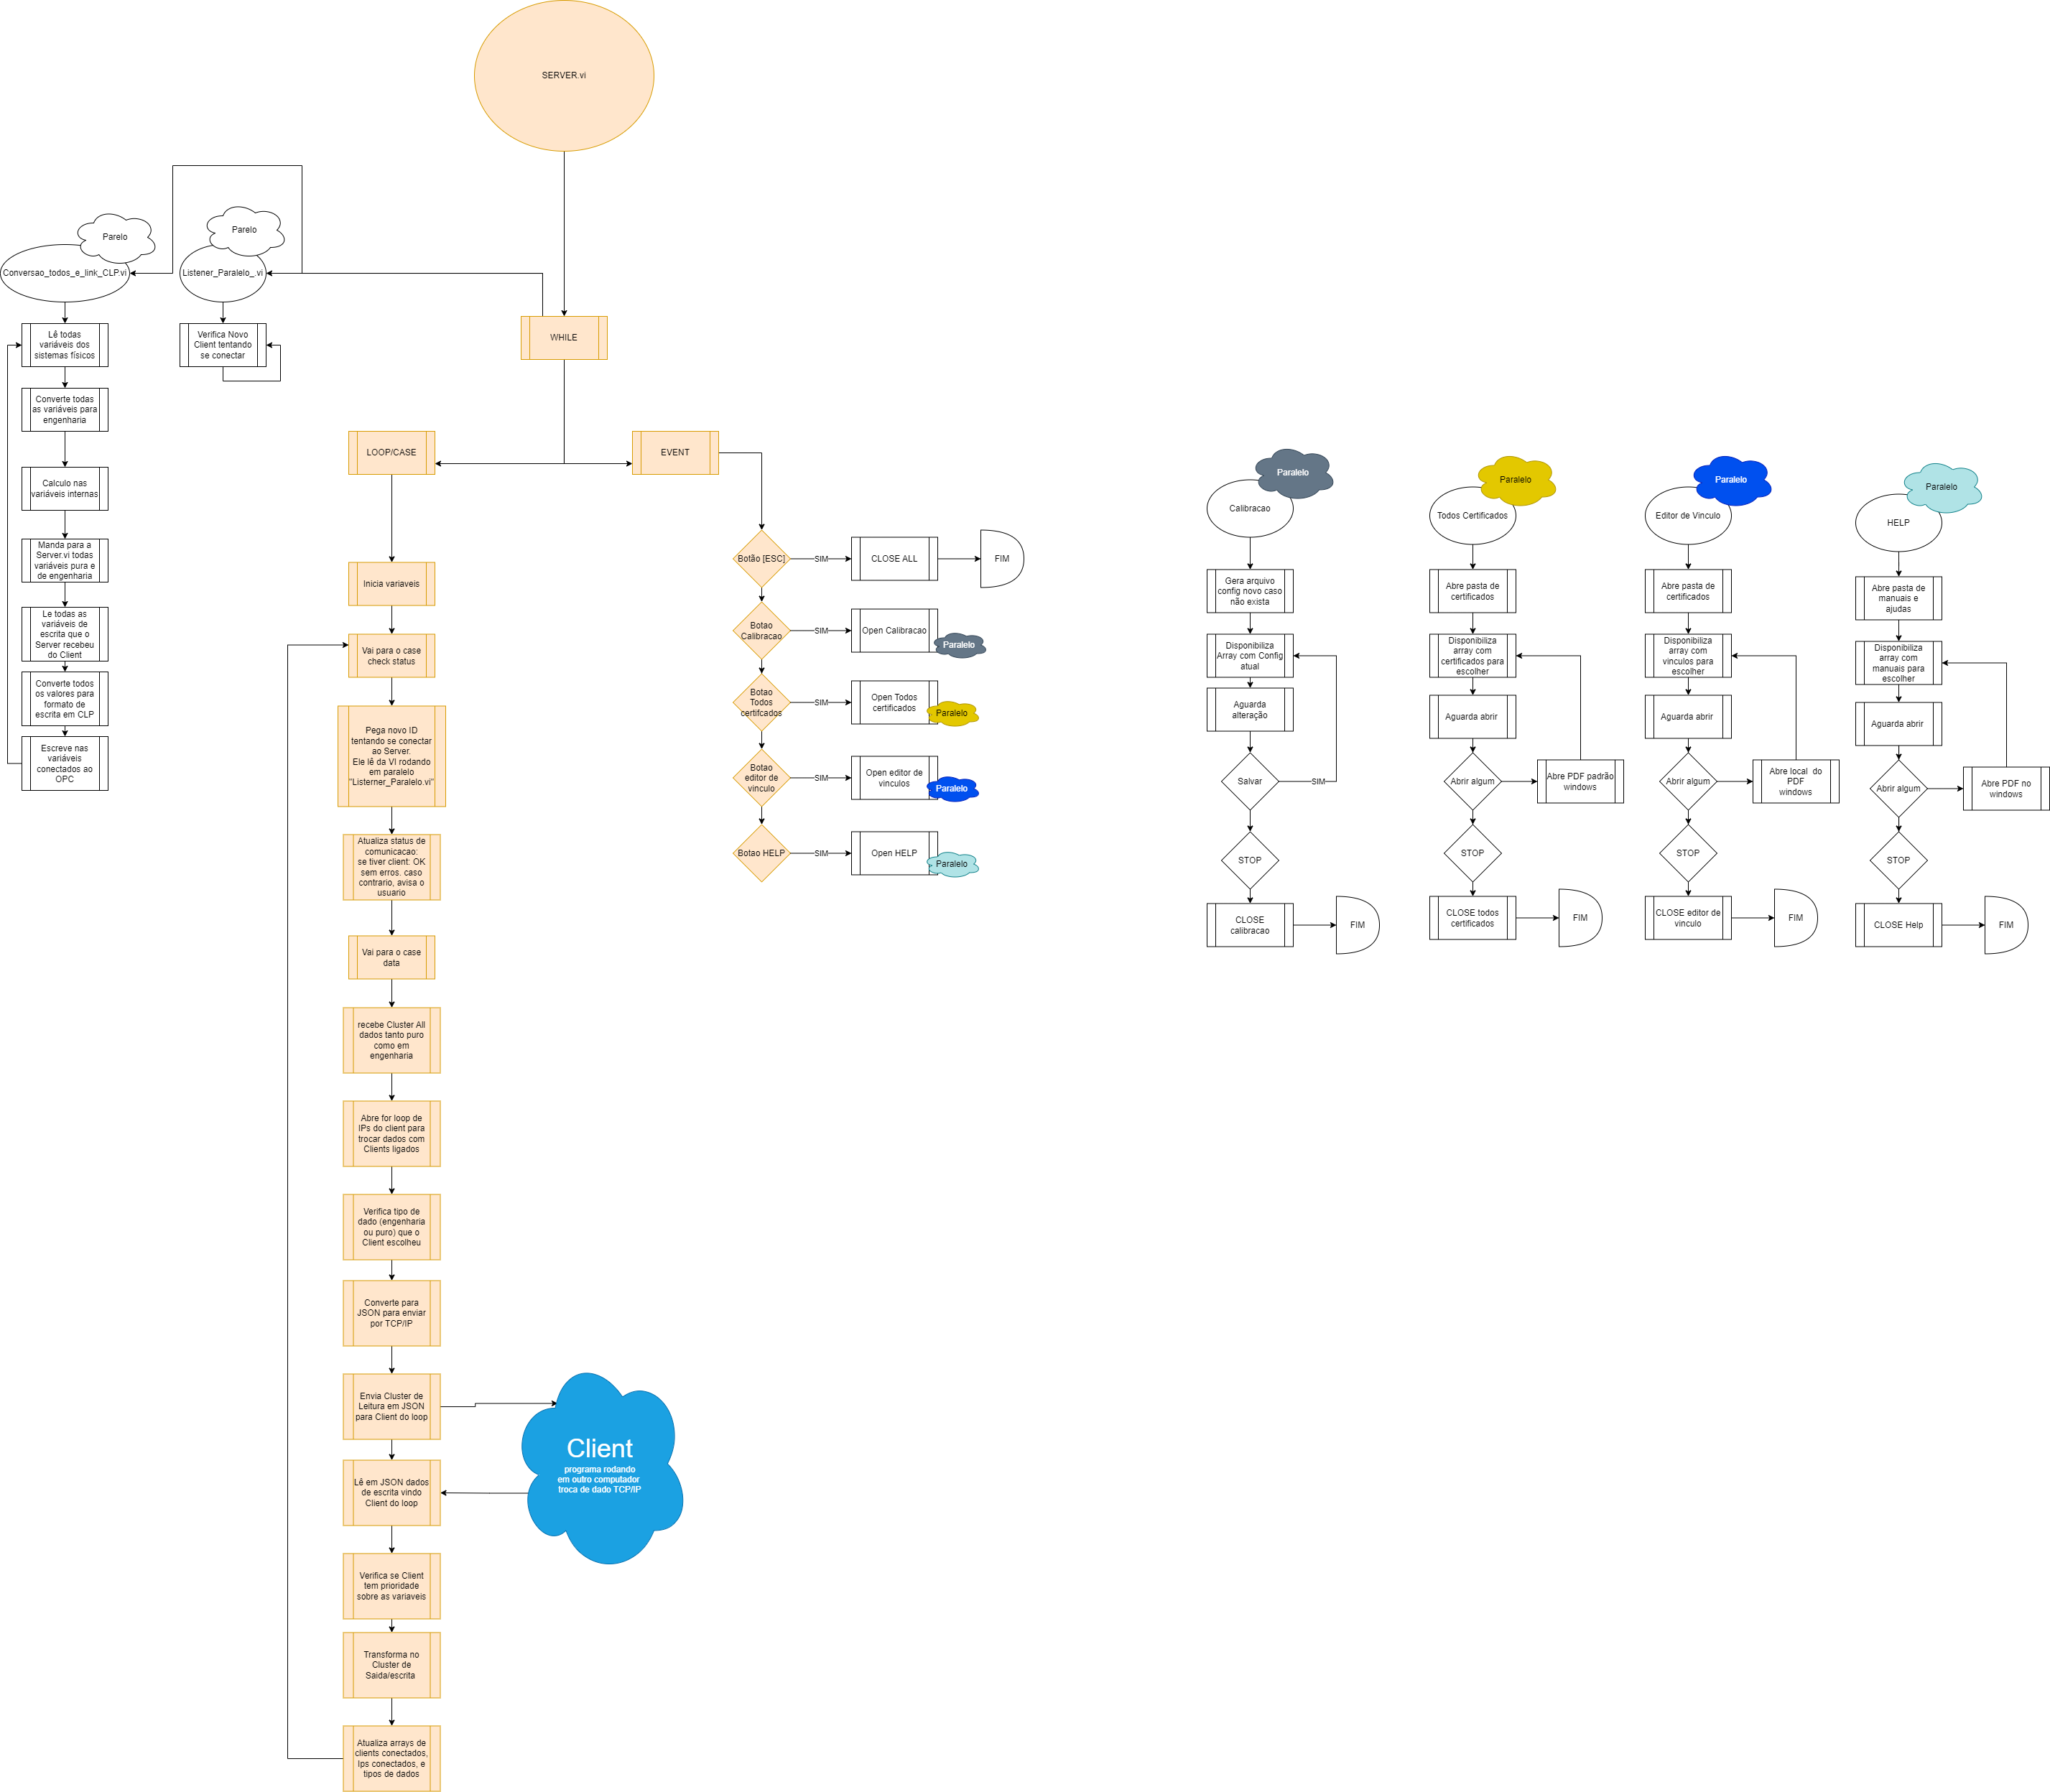 SERVER.vi
Parelo
Conversao_todos_e_link_CLP.vi
Lê todas
variáveis dos
sistemas físicos
Converte todas
as variáveis para
engenharia
Calculo nas
variáveis internas
Manda para a
Server.vi todas
variáveis pura e
de engenharia
Le todas as
variáveis de
escrita que o
Server recebeu
do Client
Converte todos
os valores para
formato de
escrita em CLP
Escreve nas
variáveis
conectados ao
OPC
Parelo
Listener_Paralelo_.vi
Verifica Novo
Client tentando
se conectar
WHILE
LOOP/CASE
Inicia variaveis
Vai para o case
check status
Pega novo ID
tentando se conectar
ao Server.
Ele lê da VI rodando
em paralelo
"Listerner_Paralelo.vi"
Atualiza status de
comunicacao:
se tiver client: OK
sem erros. caso
contrario, avisa o
usuario
Vai para o case
data
recebe Cluster All
dados tanto puro
como em
engenharia
Abre for loop de
IPs do client para
trocar dados com
Clients ligados
Verifica tipo de
dado (engenharia
ou puro) que o
Client escolheu
Converte para
JSON para enviar
por TCP/IP
Envia Cluster de
Leitura em JSON
para Client do loop
Lê em JSON dados
de escrita vindo
Client do loop
Client
programa rodando
em outro computador
troca de dado TCP/IP
Verifica se Client
tem prioridade
sobre as variaveis
Transforma no
Cluster de
Saida/escrita
Atualiza arrays de
clients conectados,
Ips conectados, e
tipos de dados
EVENT
Botão [ESC]
SIM
CLOSE ALL
FIM
Botao
Calibracao
SIM
Open Calibracao
Paralelo
Botao
Todos
certifcados
SIM
Open Todos
certificados
Paralelo
Botao
editor de
vinculo
SIM
Open editor de
vinculos
Paralelo
Botao HELP
SIM
Open HELP
Paralelo
Paralelo
Calibracao
Gera arquivo
config novo caso
não exista
Disponibiliza
Array com Config
atual
Aguarda
alteração
Salvar
SIM
STOP
CLOSE
calibracao
FIM
Paralelo
Todos Certificados
Abre pasta de
certificados
Disponibiliza
array com
certificados para
escolher
Aguarda abrir
Abrir algum
Abre PDF padrão
windows
STOP
CLOSE todos
certificados
FIM
Paralelo
Editor de Vinculo
Abre pasta de
certificados
Disponibiliza
array com
vinculos para
escolher
Aguarda abrir
Abrir algum
Abre local do
PDF
windows
STOP
CLOSE editor de
vinculo
FIM
Paralelo
HELP
Abre pasta de
manuais e
ajudas
Disponibiliza
array com
manuais para
escolher
Aguarda abrir
Abrir algum
Abre PDF no
windows
STOP
CLOSE Help
FIM